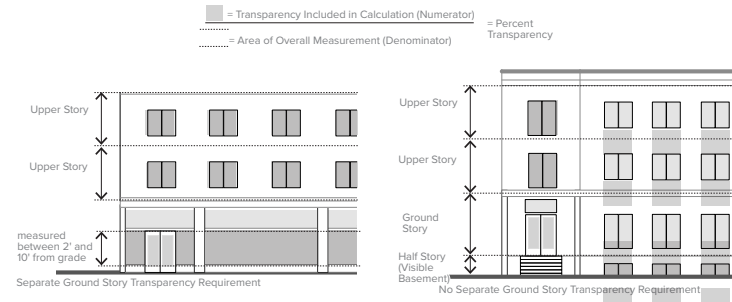 = Transparency Included in Calculation (Numerator)
= Area of Overall Measurement (Denominator)
= Percent
Transparency
Upper Story
Upper Story
measured
between 2' and
10' from grade
Separate Ground Story Transparency Requirement
Upper Story
Upper Story
Ground
Story
Half Story
(Visible
Basement)
No Separate Ground Story Transparency Requirement